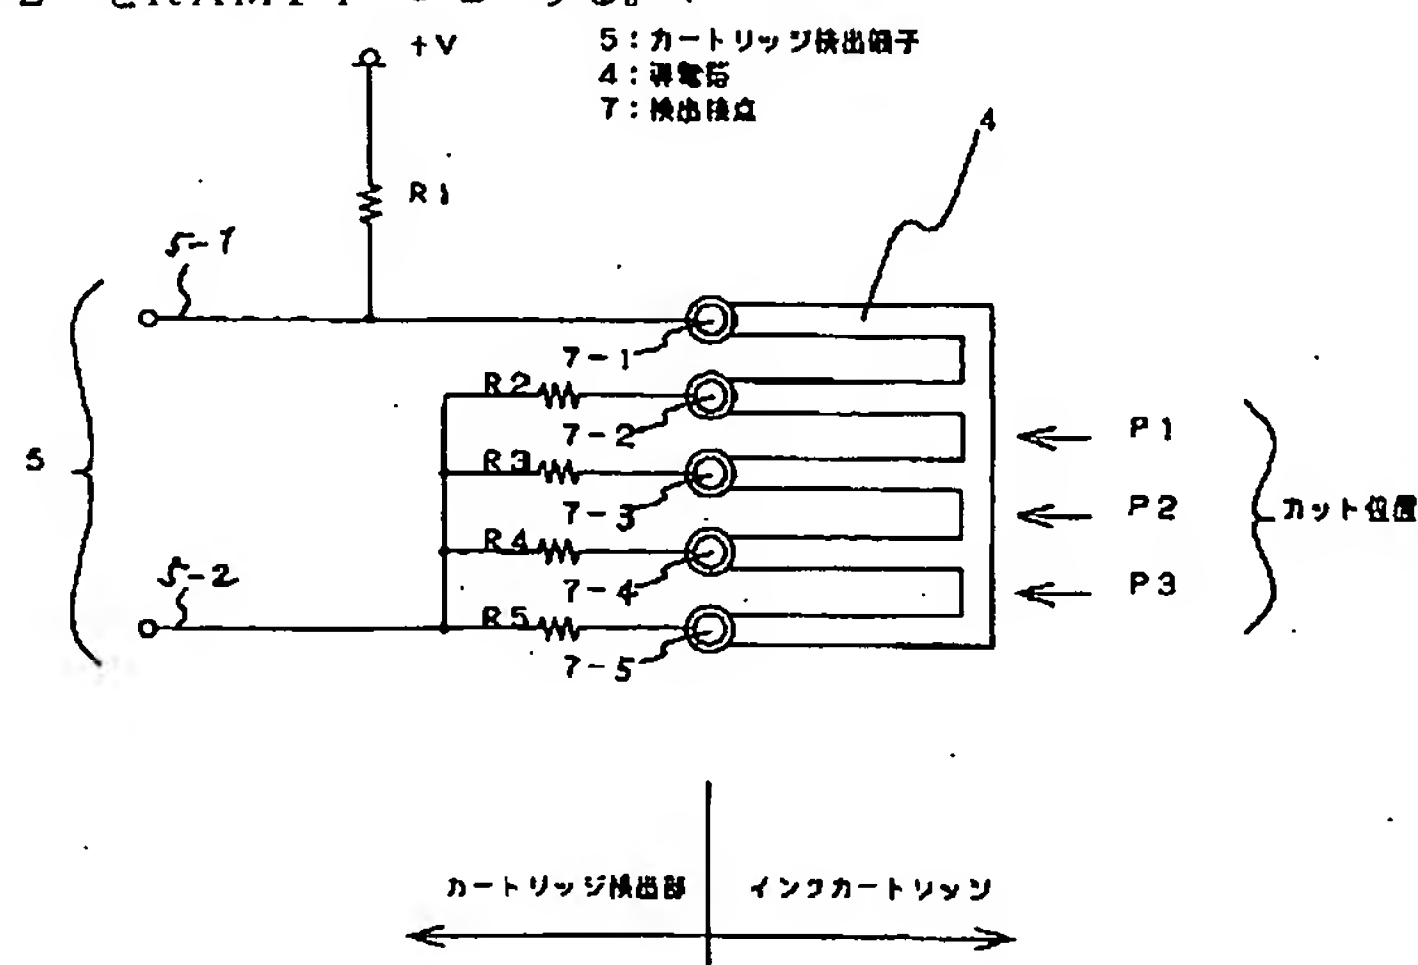 +V
5：カートリッジ検出端子
4：導電箔
7：検出接点
4
R1
5-1
7-1
R2
7-2
P1
R3
5
7-3
P2
カット位置
R4
5-2
7-4
P3
R5
7-5
カートリッジ検出部
インクカートリッジ